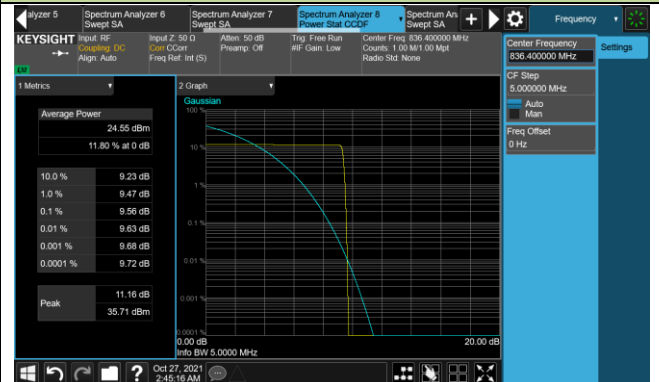 alyzer 5
Swept SA
Spectrum Analyzer 6
Swept SA
Spectrum Analyzer 7
Swept SA
Spectrum Analyzer 8
Power Stat CCDF
Spectrum An
Swept SA
Frequency
KEYSIGHT
Input: RF
Coupling: DC
Align: Auto
Input Z: 50 Ω
Corr CCorr
Freq Ref: Int (S)
Atten: 50 dB
Preamp: Off
Trig: Free Run
#IF Gain: Low
Center Freq: 836.400000 MHz
Counts: 1.00 M/1.00 Mpt
Radio Std: None
Center Frequency
836.400000 MHz
Settings
CF Step
5.000000 MHz
Auto
Man
Freq Offset
0 Hz
1 Metrics
2 Graph
Average Power
24.55 dBm
11.80 % at 0 dB
10.0 % 9.23 dB
1.0 % 9.47 dB
0.1 % 9.56 dB
0.01 % 9.63 dB
0.001 % 9.68 dB
0.0001 % 9.72 dB
Peak
11.16 dB
35.71 dBm
Gaussian
100 %
10 %
1 %
0.1 %
0.01 %
0.001 %
0.0001 %
0.00 dB
20.00 dB
Info BW 5.0000 MHz
Oct 27, 2021
2:45:16 AM